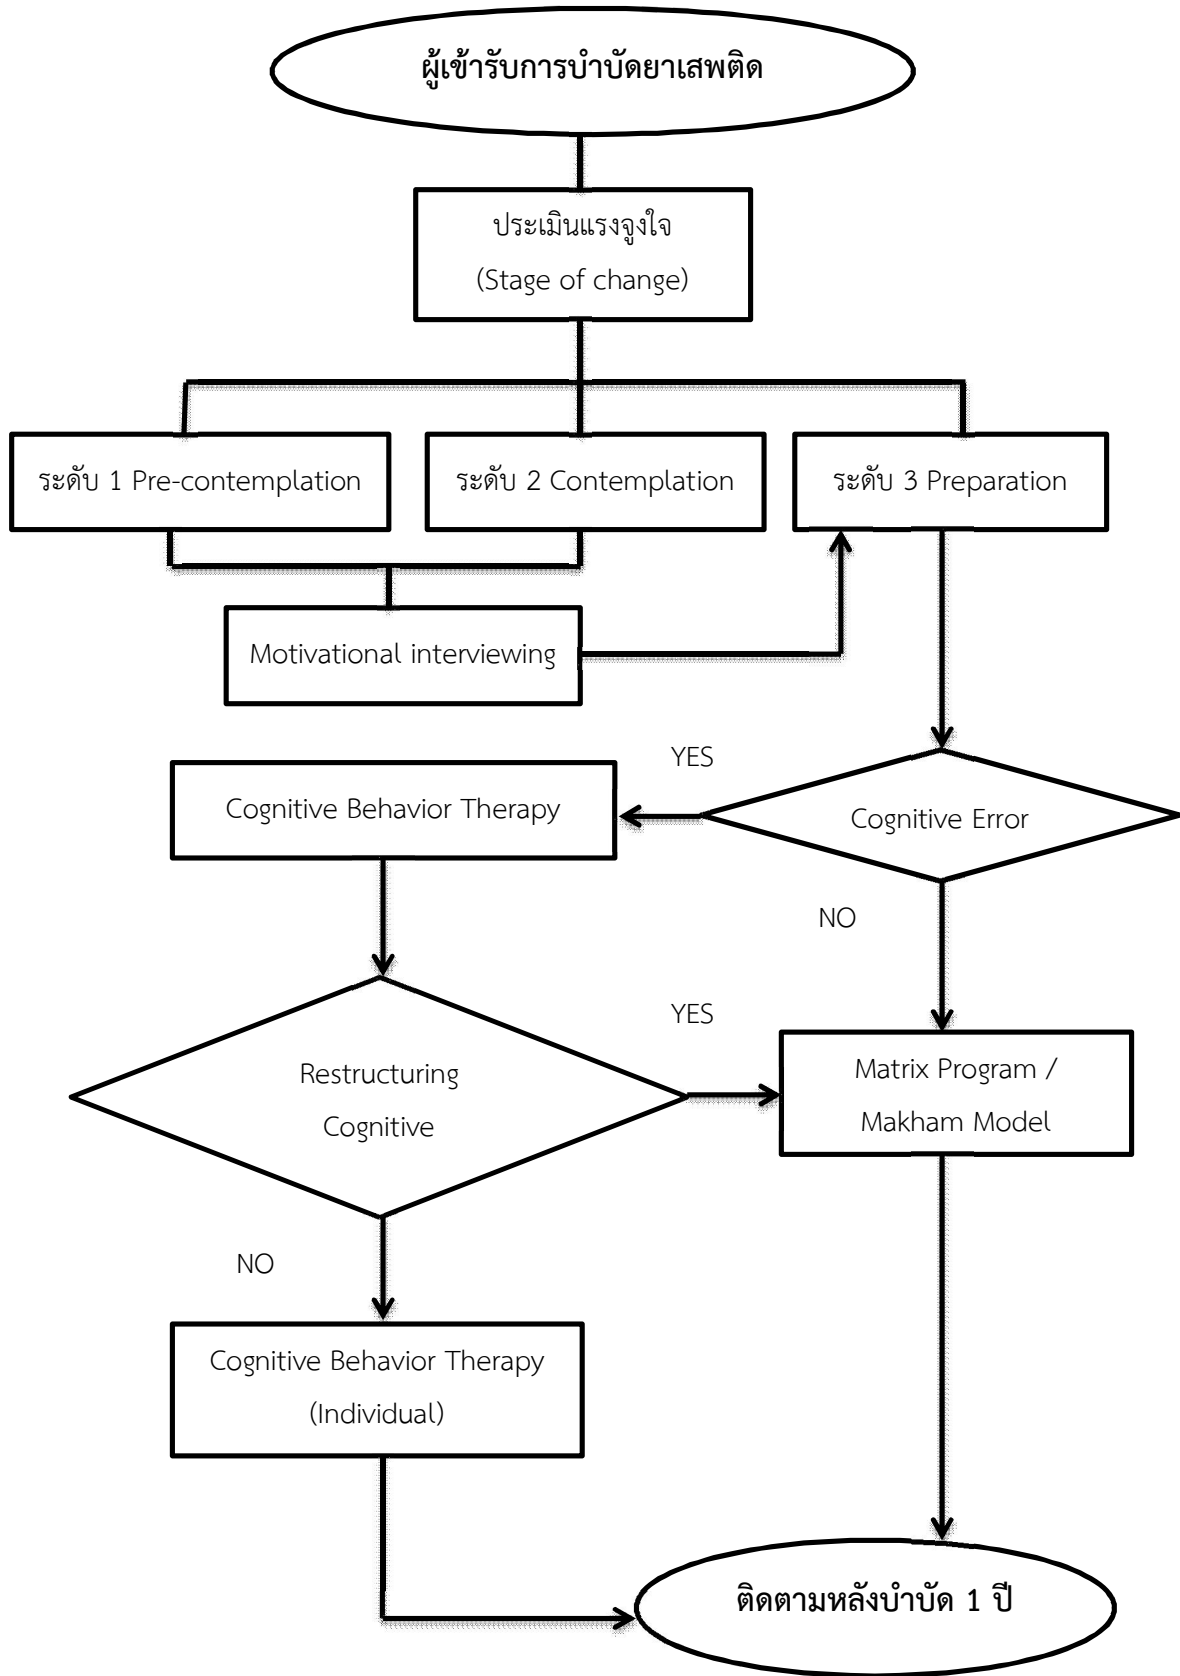 ผู้เข้ารับการบำบัดยาเสพติด
ประเมินแรงจูงใจ
(Stage of change)
ระดับ 1 Pre-contemplation
ระดับ 2 Contemplation
ระดับ 3 Preparation
Motivational interviewing
YES
Cognitive Behavior Therapy
Cognitive Error
NO
YES
Restructuring
Cognitive
Matrix Program /
Makham Model
NO
Cognitive Behavior Therapy
(Individual)
ติดตามหลังบำบัด 1 ปี